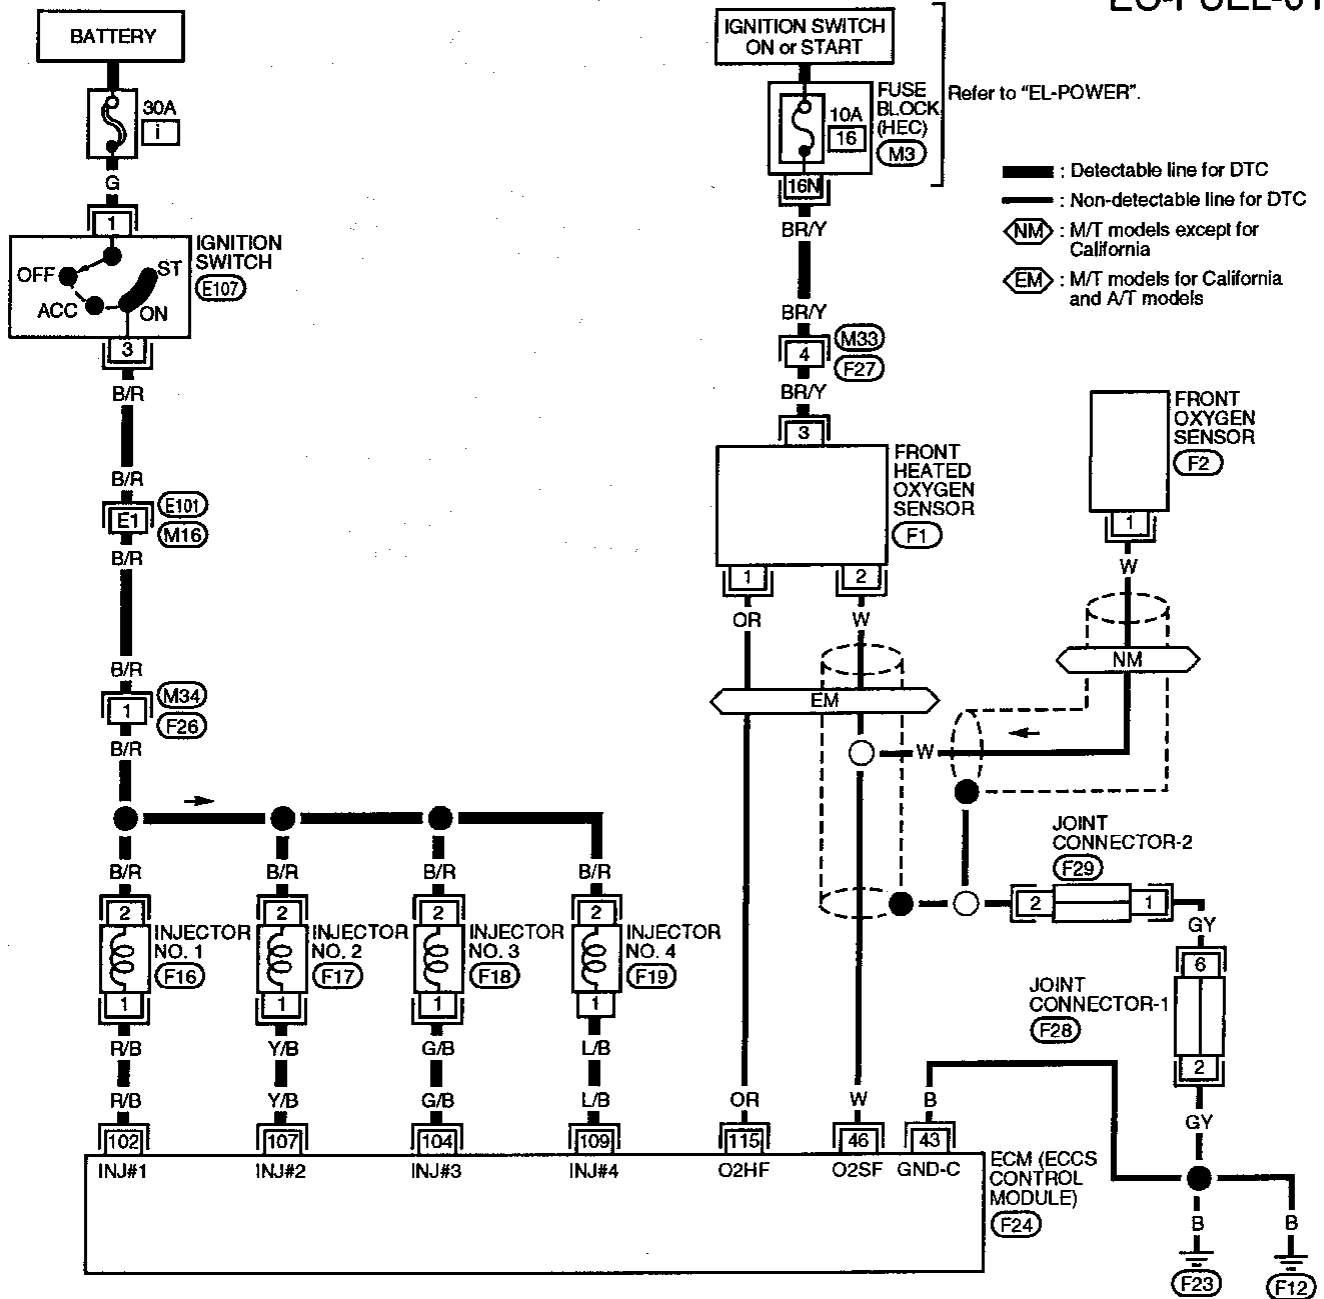 BATTERY
30A
i
G
1
IGNITION
SWITCH
E107
OFF
ACC
ST
ON
3
B/R
B/R
E1
E101
M16
B/R
B/R
1
M34
F26
B/R
B/R
B/R
B/R
B/R
2
2
2
2
INJECTOR
NO. 1
F16
INJECTOR
NO. 2
F17
INJECTOR
NO. 3
F18
INJECTOR
NO. 4
F19
1
1
1
1
R/B
Y/B
G/B
L/B
R/B
Y/B
G/B
L/B
IGNITION SWITCH
ON or START
FUSE
BLOCK
(HEC)
M3
10A
16
16N
Refer to "EL-POWER".
BR/Y
BR/Y
4
M33
F27
BR/Y
3
FRONT
HEATED
OXYGEN
SENSOR
F1
1
2
OR
W
EM
: Detectable line for DTC
: Non-detectable line for DTC
NM : M/T models except for
California
EM : M/T models for California
and A/T models
FRONT
OXYGEN
SENSOR
F2
1
W
NM
W
JOINT
CONNECTOR-2
F29
2
1
GY
6
JOINT
CONNECTOR-1
F28
2
GY
OR
W
B
102
107
104
109
115
46
43
INJ#1
INJ#2
INJ#3
INJ#4
O2HF
O2SF
GND-C
ECM (ECCS
CONTROL
MODULE)
F24
B
B
F23
F12